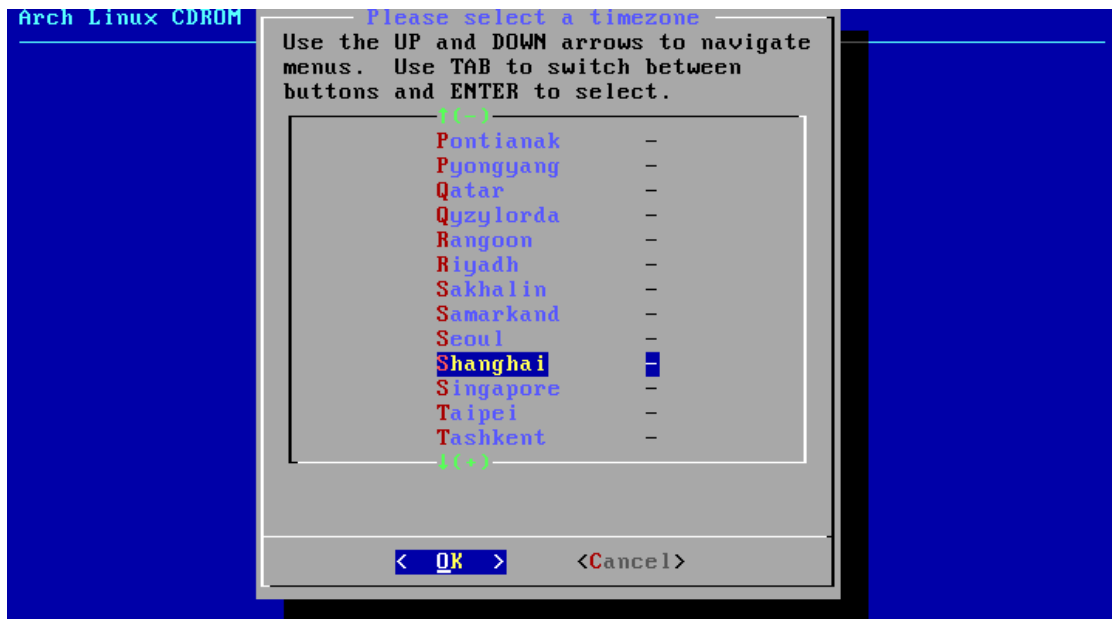 Arch Linux CDROM
Please select a timezone
Use the UP and DOWN arrows to navigate
menus.  Use TAB to switch between
buttons and ENTER to select.
↑(-)
Pontianak -
Pyongyang -
Qatar -
Qyzylorda -
Rangoon -
Riyadh -
Sakhalin -
Samarkand -
Seoul -
Shanghai -
Singapore -
Taipei -
Tashkent -
↓(+)
< OK > <Cancel>